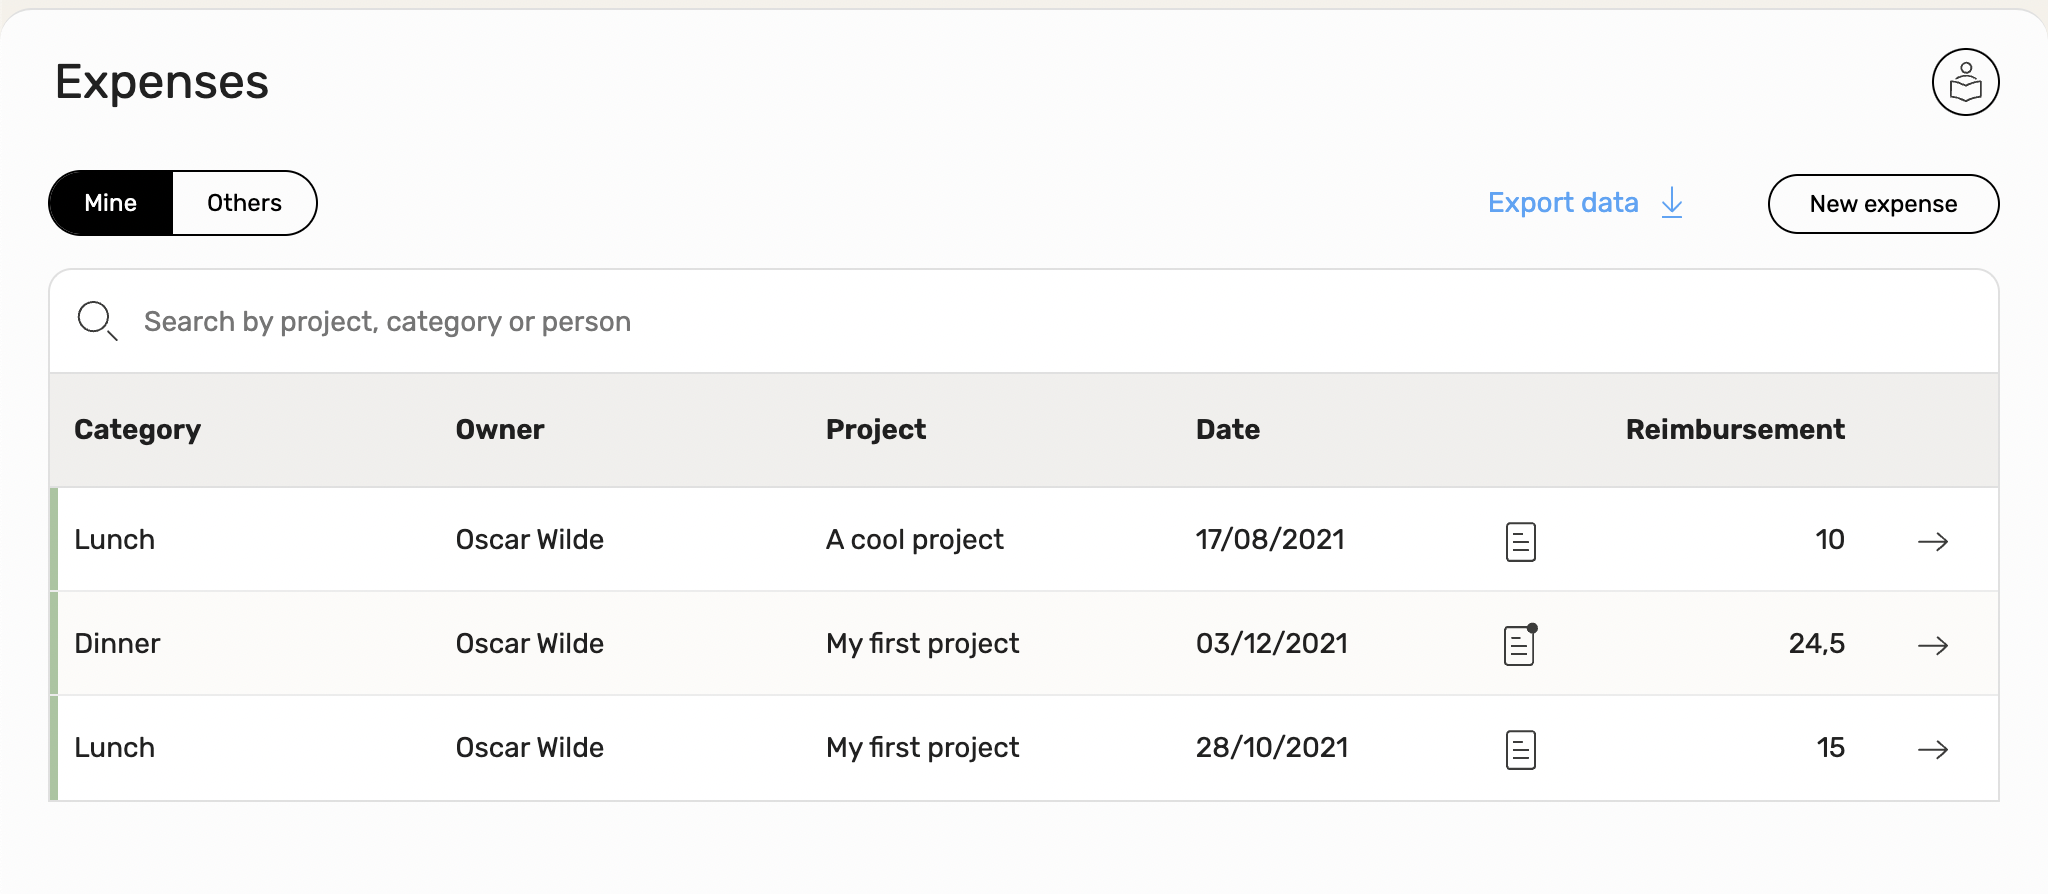 Expenses
Mine Others Export data New expense
Search by project, category or person
Category Owner Project Date Reimbursement
Lunch Oscar Wilde A cool project 17/08/2021 10
Dinner Oscar Wilde My first project 03/12/2021 24,5
Lunch Oscar Wilde My first project 28/10/2021 15